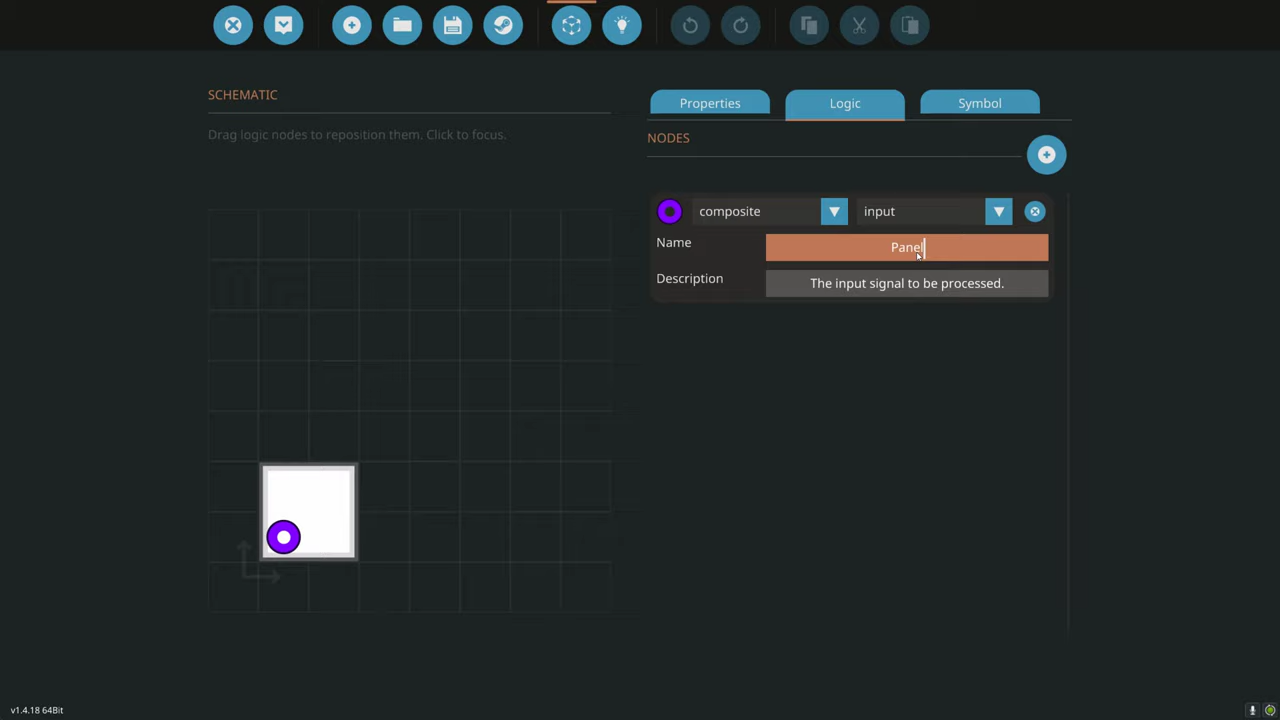 SCHEMATIC
Drag logic nodes to reposition them. Click to focus.
Properties
Logic
Symbol
NODES
composite
input
Name
Panel
Description
The input signal to be processed.
v1.4.18 64Bit